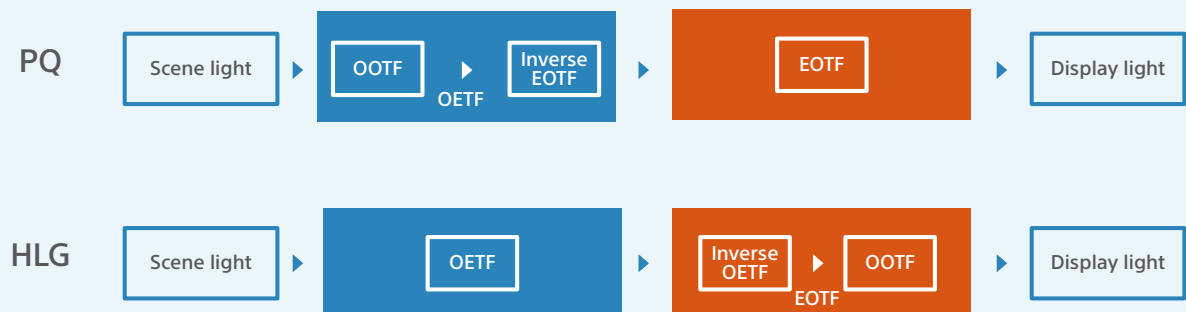 PQ
Scene light
OOTF
Inverse
EOTF
OETF
EOTF
Display light
HLG
Scene light
OETF
Inverse
OETF
OOTF
EOTF
Display light